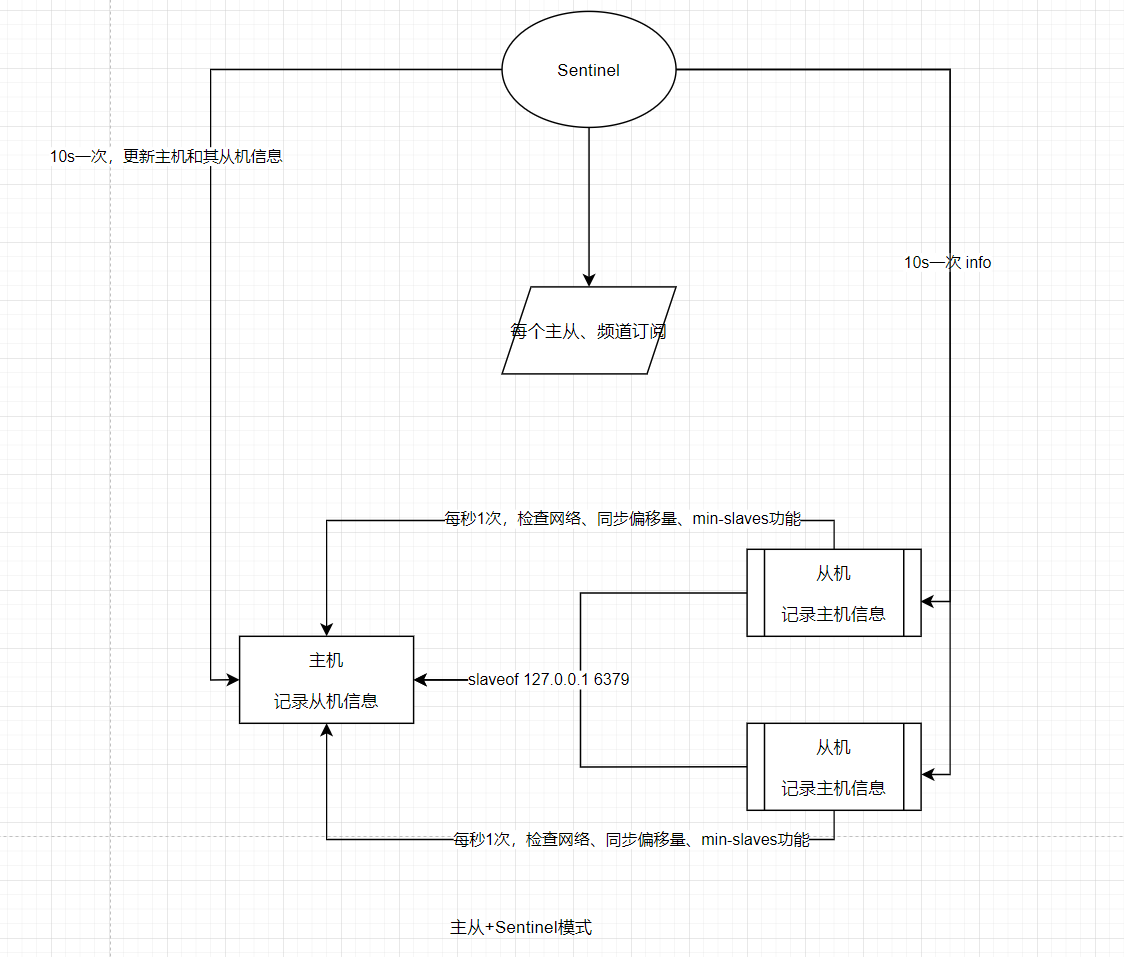 Sentinel
10s一次，更新主机和其从机信息
10s一次 info
每个主从、频道订阅
每秒1次，检查网络、同步偏移量、min-slaves功能
从机
记录主机信息
主机
记录从机信息
slaveof 127.0.0.1 6379
从机
记录主机信息
每秒1次，检查网络、同步偏移量、min-slaves功能
主从+Sentinel模式